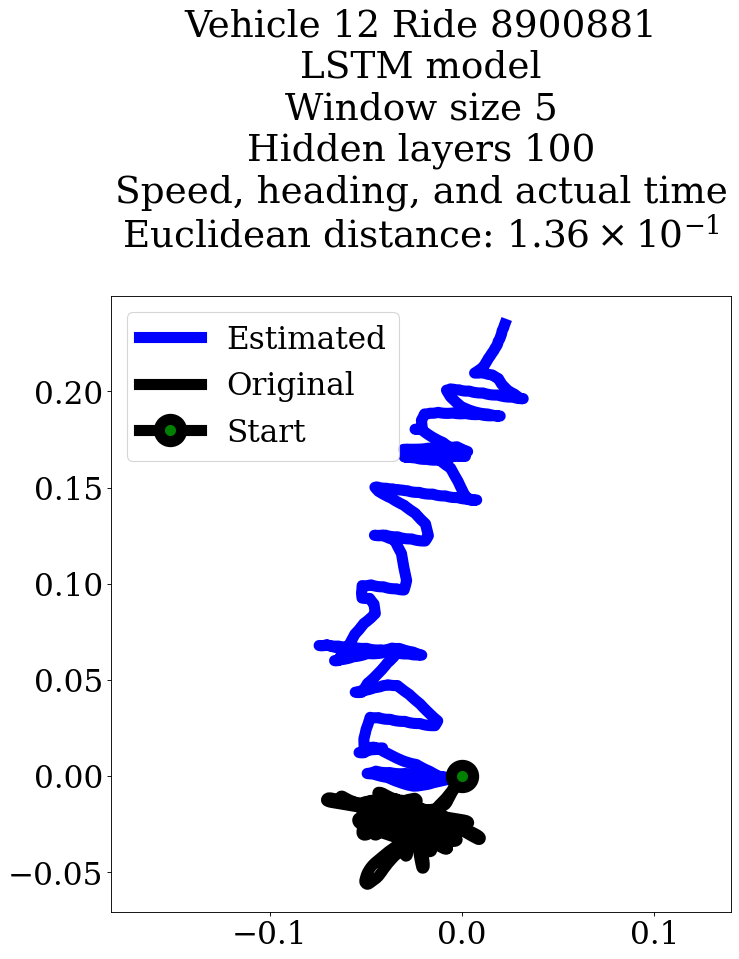 Vehicle 12 Ride 8900881
LSTM model
Window size 5
Hidden layers 100
Speed, heading, and actual time
Euclidean distance: 1.36 × 10⁻¹
Estimated
Original
Start
0.20
0.15
0.10
0.05
0.00
−0.05
−0.1
0.0
0.1